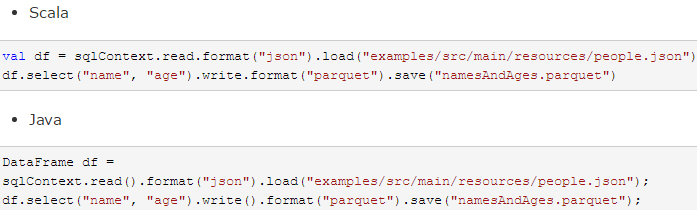 • Scala
val df = sqlContext.read.format("json").load("examples/src/main/resources/people.json")
df.select("name", "age").write.format("parquet").save("namesAndAges.parquet")
• Java
DataFrame df =
sqlContext.read().format("json").load("examples/src/main/resources/people.json");
df.select("name", "age").write().format("parquet").save("namesAndAges.parquet");